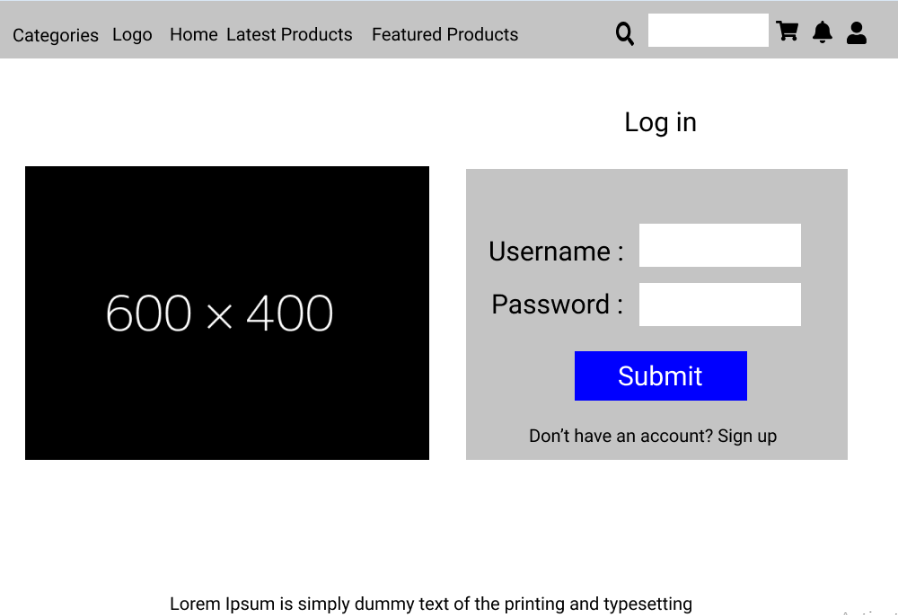 Categories Logo Home Latest Products Featured Products
Log in
600 × 400
Username :
Password :
Submit
Don’t have an account? Sign up
Lorem Ipsum is simply dummy text of the printing and typesetting